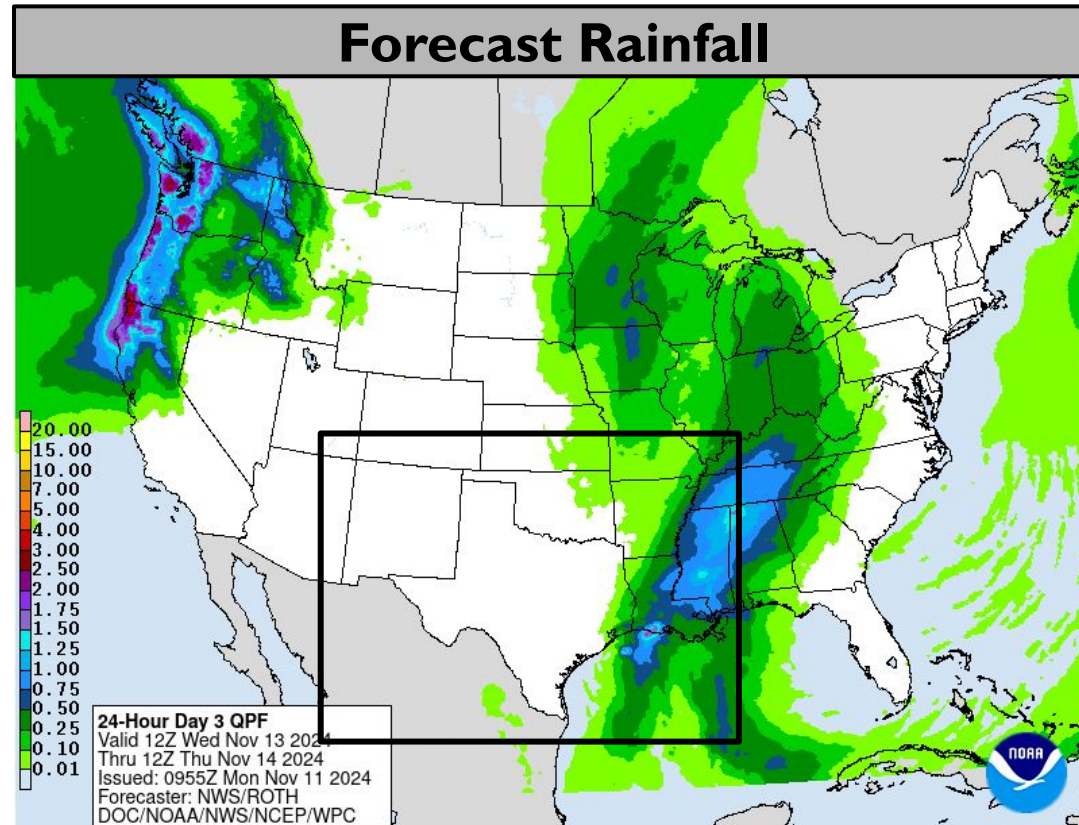 Forecast Rainfall
20.00
15.00
10.00
7.00
5.00
4.00
3.00
2.50
2.00
1.75
1.50
1.25
1.00
0.75
0.50
0.25
0.10
0.01
24-Hour Day 3 QPF
Valid 12Z Wed Nov 13 2024
Thru 12Z Thu Nov 14 2024
Issued: 0955Z Mon Nov 11 2024
Forecaster: NWS/ROTH
DOC/NOAA/NWS/NCEP/WPC
NOAA